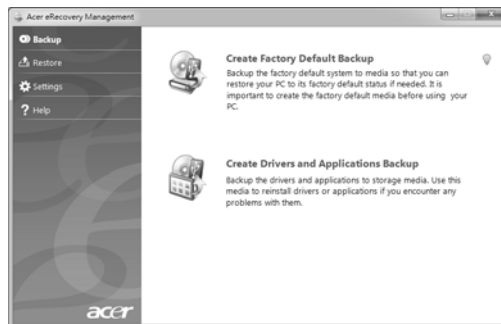 Acer eRecovery Management
Backup
Restore
Settings
? Help
Create Factory Default Backup
Backup the factory default system to media so that you can
restore your PC to its factory default status if needed. It is
important to create the factory default media before using your
PC.
Create Drivers and Applications Backup
Backup the drivers and applications to storage media. Use this
media to reinstall drivers or applications if you encounter any
problems with them.
acer